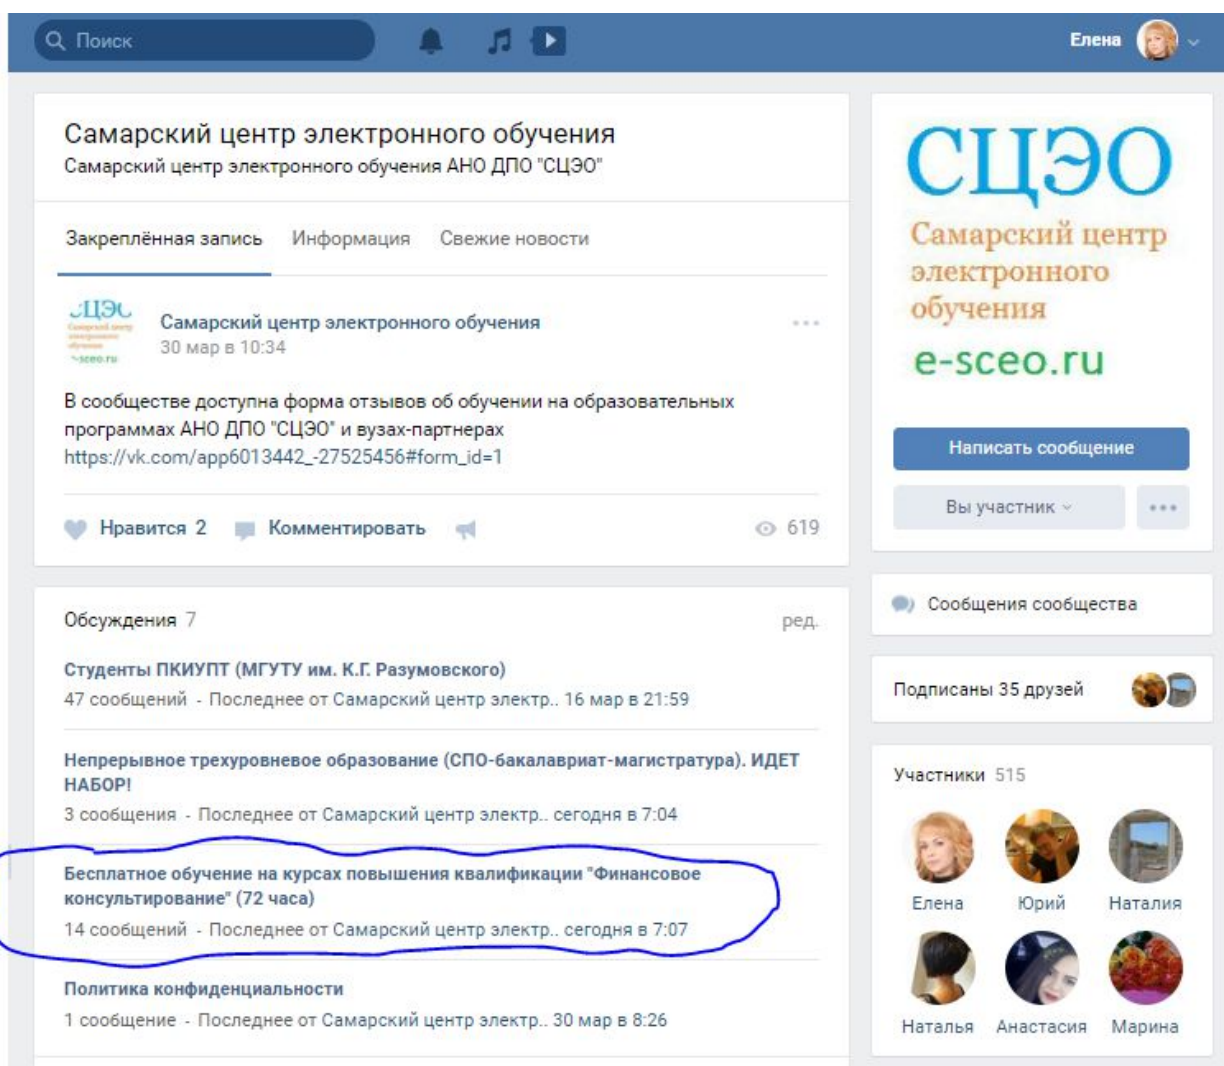 Поиск
Елена
Самарский центр электронного обучения
Самарский центр электронного обучения АНО ДПО "СЦЭО"
Закреплённая запись Информация Свежие новости
Самарский центр электронного обучения
30 мар в 10:34
В сообществе доступна форма отзывов об обучении на образовательных
программах АНО ДПО "СЦЭО" и вузах-партнерах
https://vk.com/app6013442_-27525456#form_id=1
Нравится 2 Комментировать 619
Обсуждения 7 ред.
Студенты ПКИУПТ (МГУТУ им. К.Г. Разумовского)
47 сообщений - Последнее от Самарский центр электр.. 16 мар в 21:59
Непрерывное трехуровневое образование (СПО-бакалавриат-магистратура). ИДЕТ
НАБОР!
3 сообщения - Последнее от Самарский центр электр.. сегодня в 7:04
Бесплатное обучение на курсах повышения квалификации "Финансовое
консультирование" (72 часа)
14 сообщений - Последнее от Самарский центр электр.. сегодня в 7:07
Политика конфиденциальности
1 сообщение - Последнее от Самарский центр электр.. 30 мар в 8:26
СЦЭО
Самарский центр
электронного
обучения
e-sceo.ru
Написать сообщение
Вы участник
Сообщения сообщества
Подписаны 35 друзей
Участники 515
Елена Юрий Наталия
Наталья Анастасия Марина